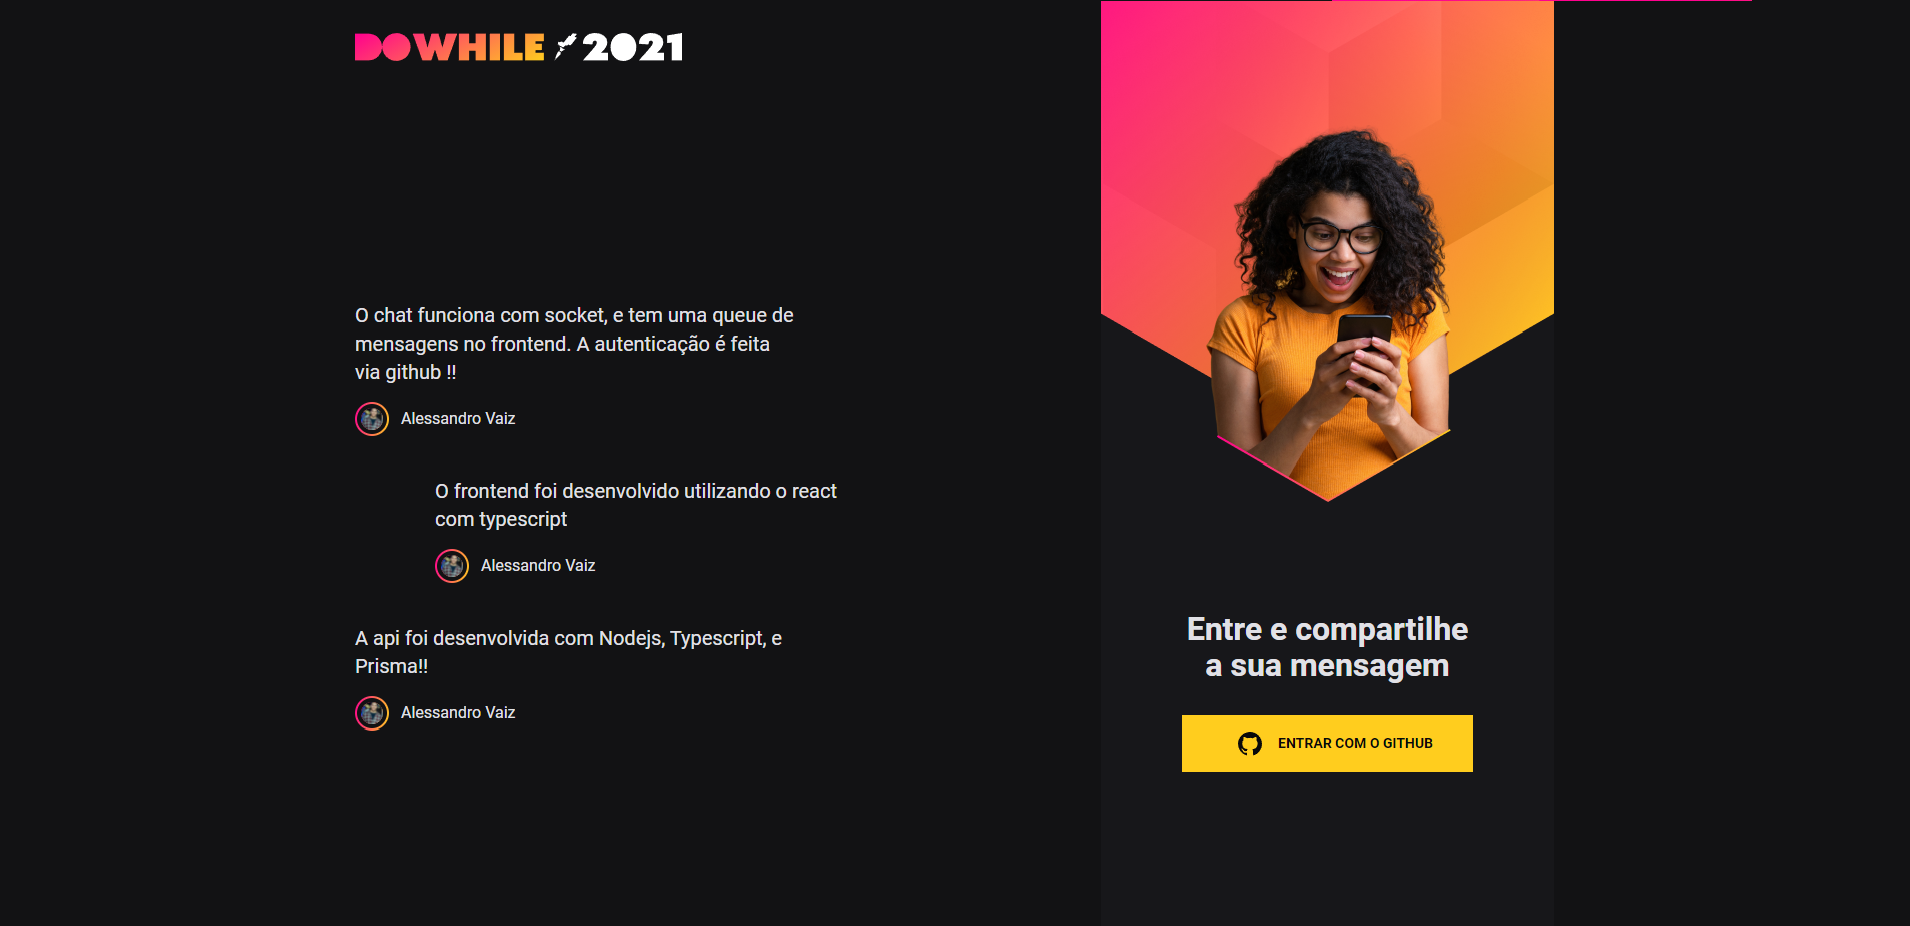 DOWHILE 2021
O chat funciona com socket, e tem uma queue de
mensagens no frontend. A autenticação é feita
via github !!
Alessandro Vaiz
O frontend foi desenvolvido utilizando o react
com typescript
Alessandro Vaiz
A api foi desenvolvida com Nodejs, Typescript, e
Prisma!!
Alessandro Vaiz
Entre e compartilhe
a sua mensagem
ENTRAR COM O GITHUB